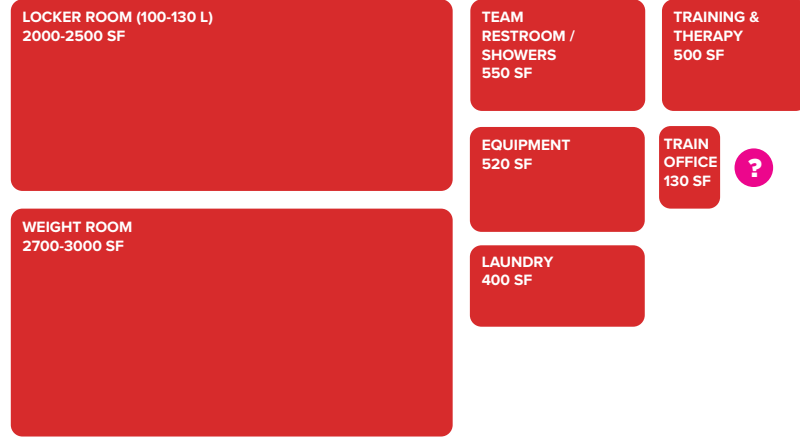 LOCKER ROOM (100-130 L)
2000-2500 SF
TEAM
RESTROOM /
SHOWERS
550 SF
TRAINING &
THERAPY
500 SF
EQUIPMENT
520 SF
TRAIN
OFFICE
130 SF
?
WEIGHT ROOM
2700-3000 SF
LAUNDRY
400 SF